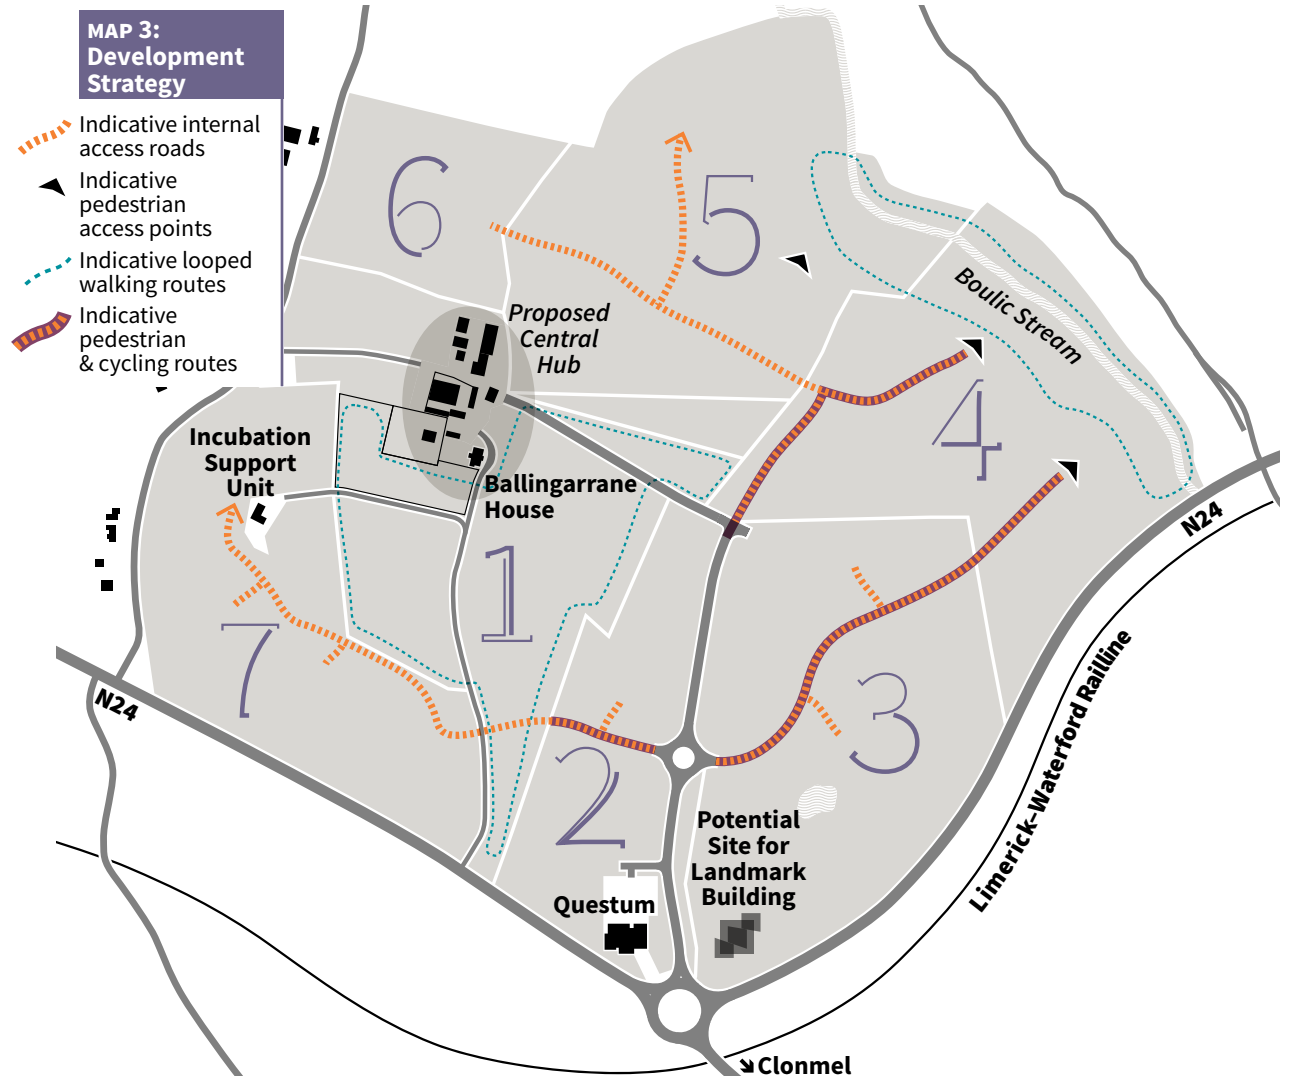 MAP 3:
Development
Strategy
Indicative internal
access roads
Indicative
pedestrian
access points
Indicative looped
walking routes
Indicative
pedestrian
& cycling routes
6
5
Proposed
Central
Hub
Boulic Stream
4
Incubation
Support
Unit
Ballingarrane
House
N24
1
7
N24
3
2
Limerick–Waterford Railline
Potential
Site for
Landmark
Building
Questum
Clonmel